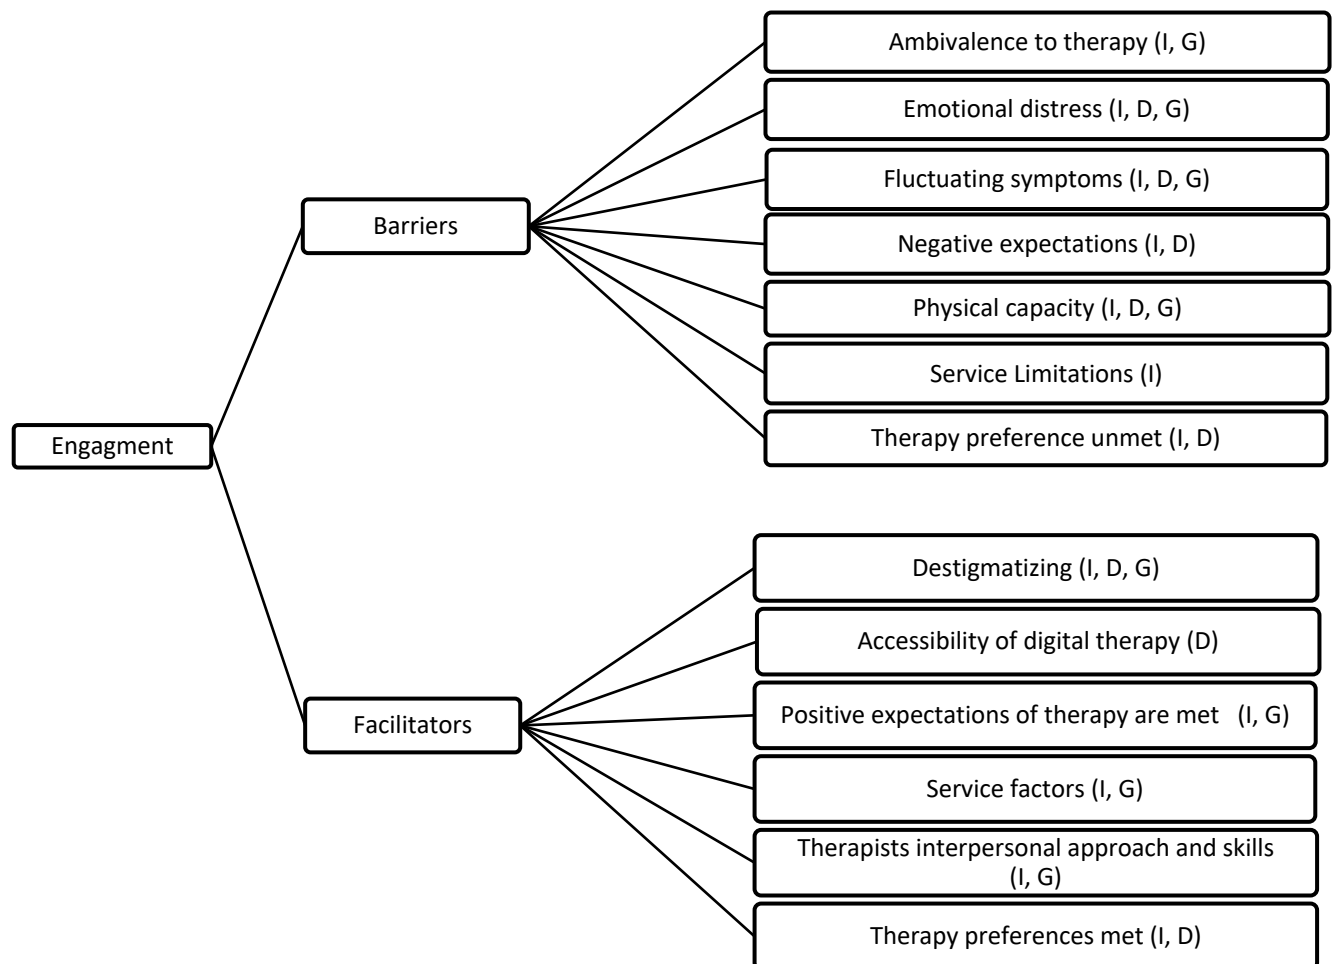 Ambivalence to therapy (I, G)
Emotional distress (I, D, G)
Fluctuating symptoms (I, D, G)
Barriers
Negative expectations (I, D)
Physical capacity (I, D, G)
Service Limitations (I)
Therapy preference unmet (I, D)
Engagment
Destigmatizing (I, D, G)
Accessibility of digital therapy (D)
Positive expectations of therapy are met (I, G)
Facilitators
Service factors (I, G)
Therapists interpersonal approach and skills
(I, G)
Therapy preferences met (I, D)